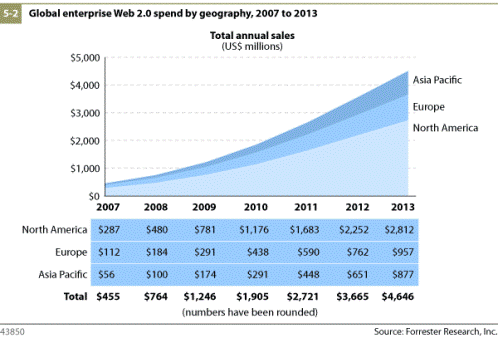 5-2 Global enterprise Web 2.0 spend by geography, 2007 to 2013
Total annual sales
(US$ millions)
$5,000
$4,000
$3,000
$2,000
$1,000
$0
Asia Pacific
Europe
North America
2007 2008 2009 2010 2011 2012 2013
North America $287 $480 $781 $1,176 $1,683 $2,252 $2,812
Europe $112 $184 $291 $438 $590 $762 $957
Asia Pacific $56 $100 $174 $291 $448 $651 $877
Total $455 $764 $1,246 $1,905 $2,721 $3,665 $4,646
(numbers have been rounded)
43850 Source: Forrester Research, Inc.